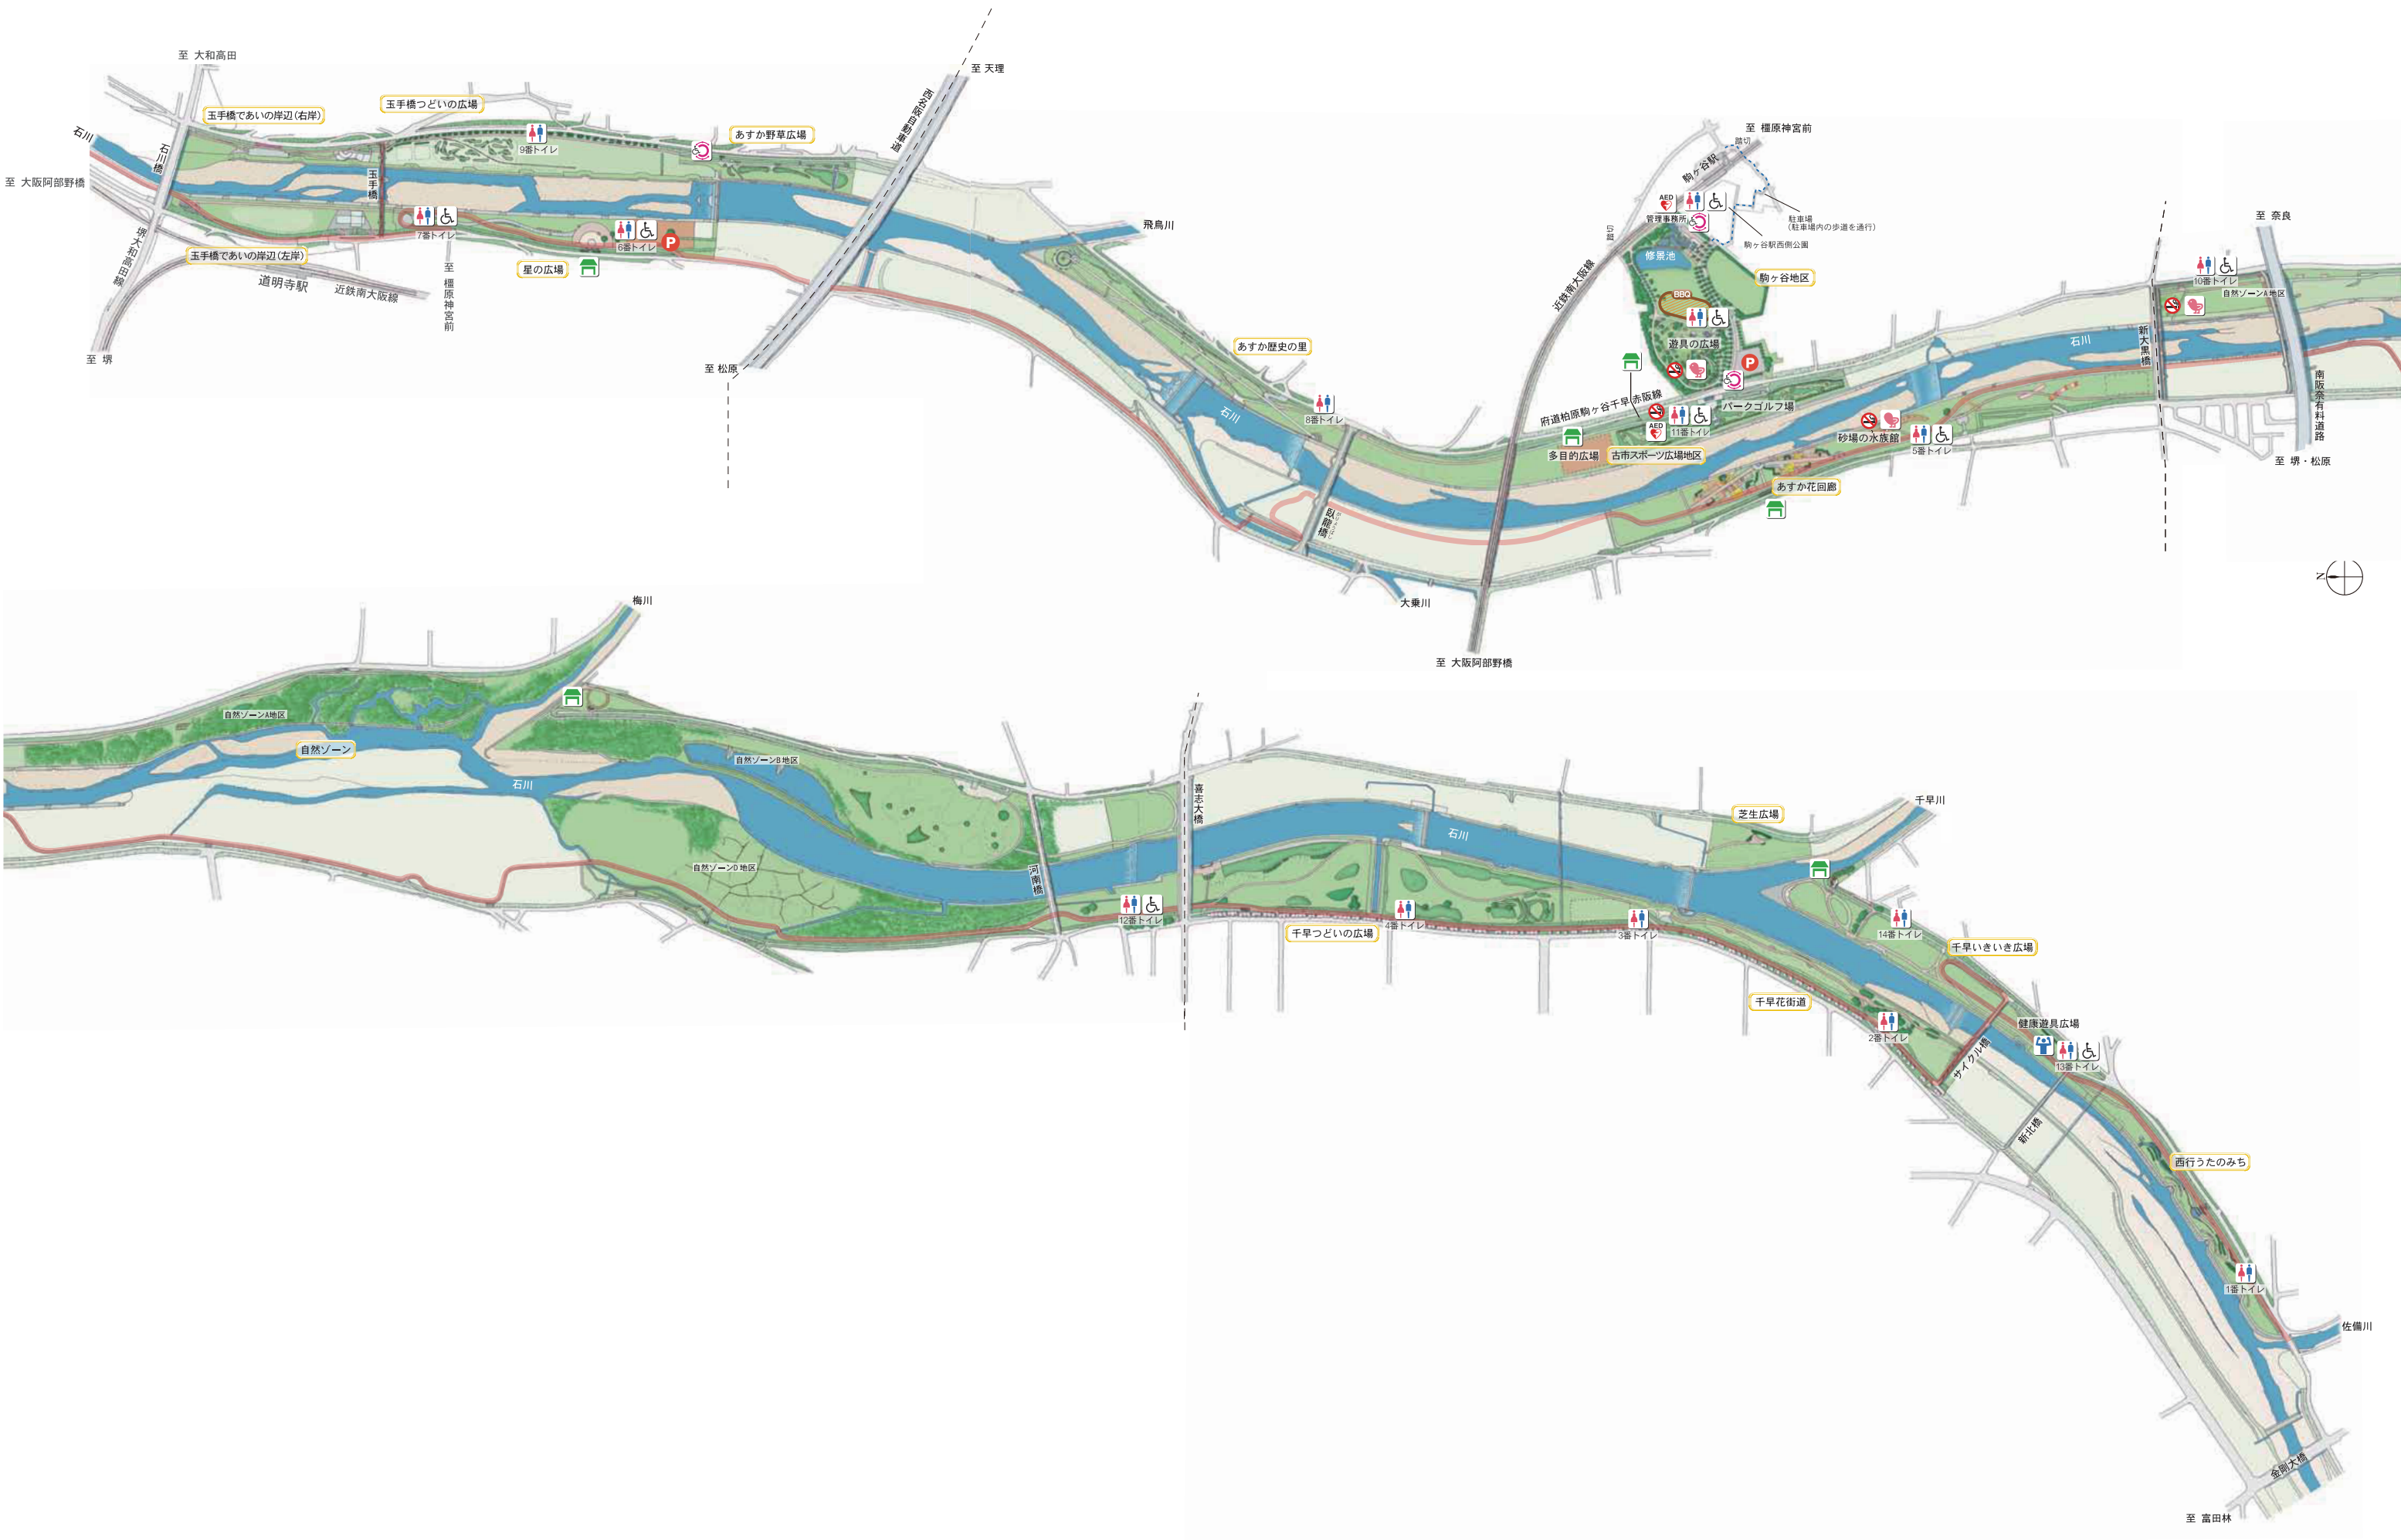 至 大和高田
玉手橋であいの岸辺(右岸)
玉手橋つどいの広場
石川
石川橋
至 大阪阿部野橋
玉手橋
9番トイレ
あすか野草広場
西名阪自動車道
至 天理
7番トイレ
6番トイレ
P
玉手橋であいの岸辺(左岸)
星の広場
道明寺駅
近鉄南大阪線
堺大和高田線
至 橿原神宮前
至 堺
至 松原
飛鳥川
あすか歴史の里
8番トイレ
石川
臥龍橋
大乗川
至 大阪阿部野橋
至 橿原神宮前
踏切
駒ヶ谷駅
AED
管理事務所
踏切
駐車場
(駐車場内の歩道を通行)
駒ヶ谷駅西側公園
修景池
駒ヶ谷地区
近鉄南大阪線
BBQ
遊具の広場
P
府道柏原駒ヶ谷千早赤阪線
パークゴルフ場
AED
11番トイレ
多目的広場
古市スポーツ広場地区
砂場の水族館
5番トイレ
あすか花回廊
石川
新大黒橋
至 奈良
10番トイレ
自然ゾーンA地区
南阪奈有料道路
至 堺・松原
N
梅川
自然ゾーンA地区
自然ゾーン
石川
自然ゾーンB地区
自然ゾーンD地区
河南橋
12番トイレ
喜志大橋
石川
千早つどいの広場
4番トイレ
3番トイレ
芝生広場
千早川
14番トイレ
千早いきいき広場
千早花街道
2番トイレ
サイクル橋
健康遊具広場
13番トイレ
新北橋
西行うたのみち
1番トイレ
佐備川
金剛大橋
至 富田林